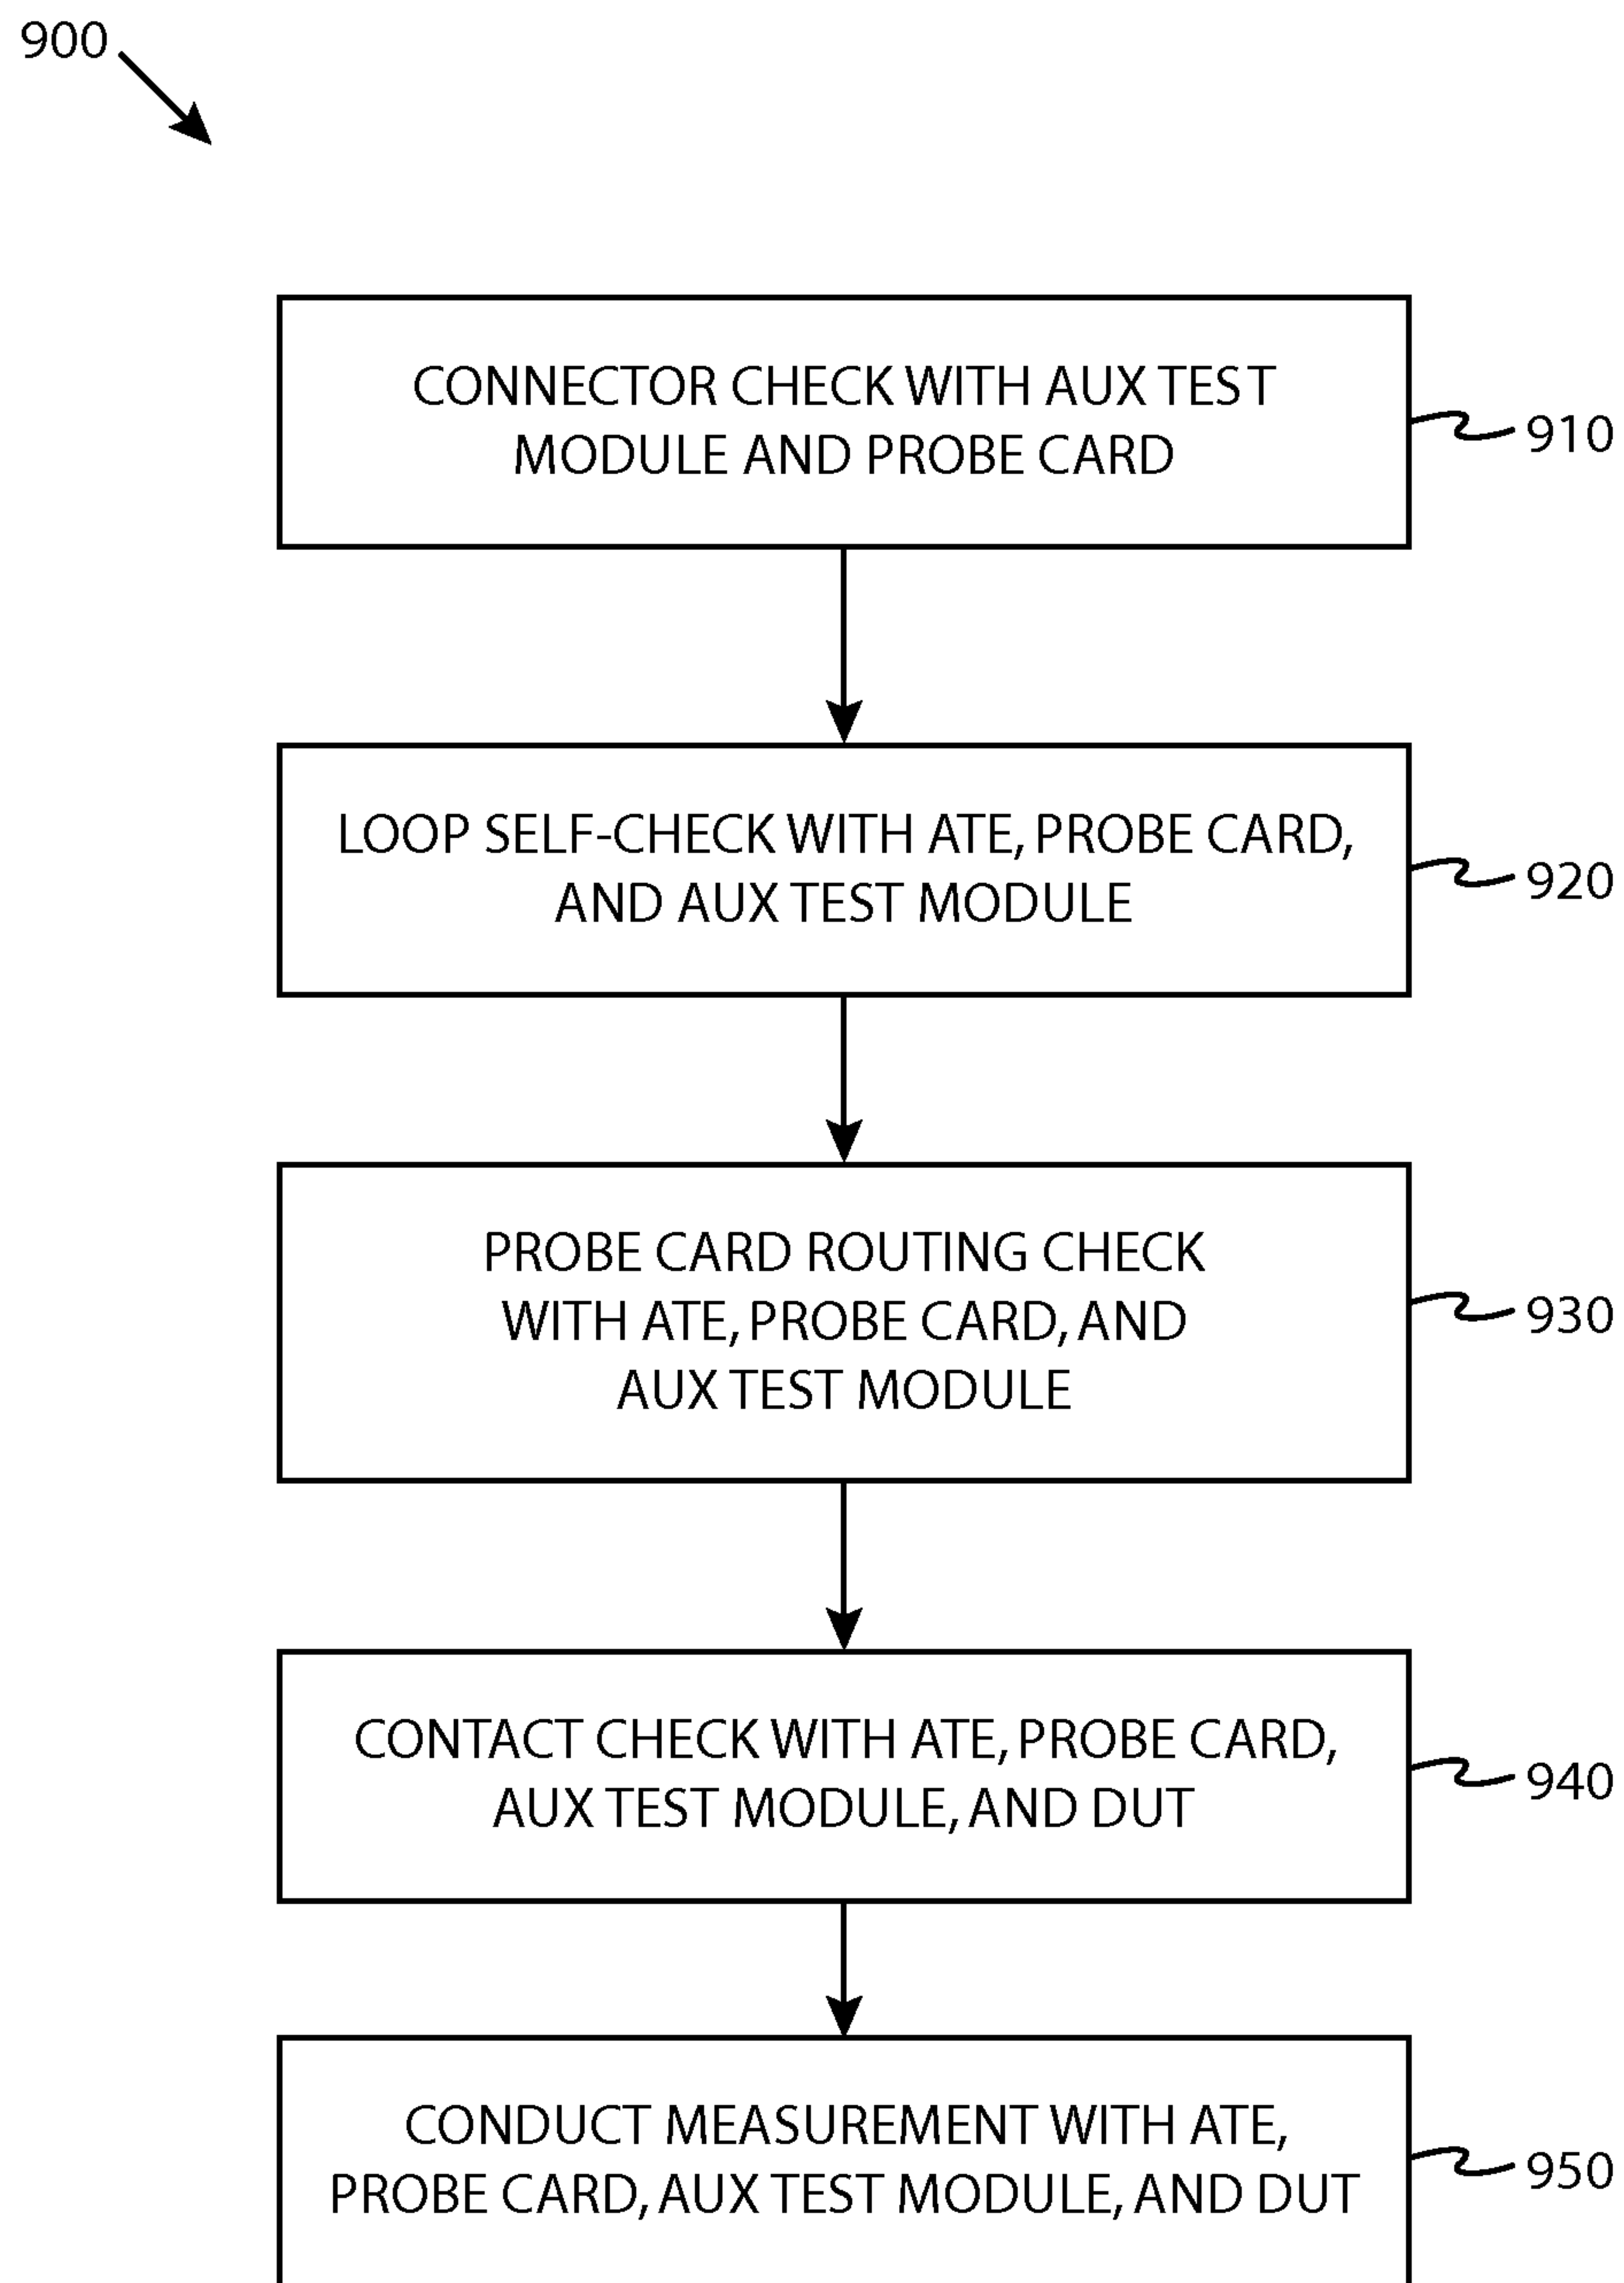 900
CONNECTOR CHECK WITH AUX TEST
MODULE AND PROBE CARD
910
LOOP SELF-CHECK WITH ATE, PROBE CARD,
AND AUX TEST MODULE
920
PROBE CARD ROUTING CHECK
WITH ATE, PROBE CARD, AND
AUX TEST MODULE
930
CONTACT CHECK WITH ATE, PROBE CARD,
AUX TEST MODULE, AND DUT
940
CONDUCT MEASUREMENT WITH ATE,
PROBE CARD, AUX TEST MODULE, AND DUT
950